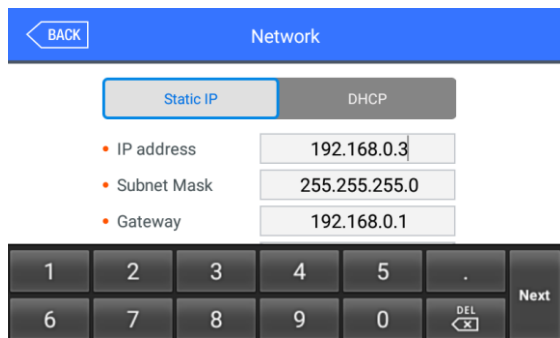 BACK
Network
Static IP DHCP
IP address 192.168.0.3
Subnet Mask 255.255.255.0
Gateway 192.168.0.1
1 2 3 4 5 .
Next
6 7 8 9 0 DEL